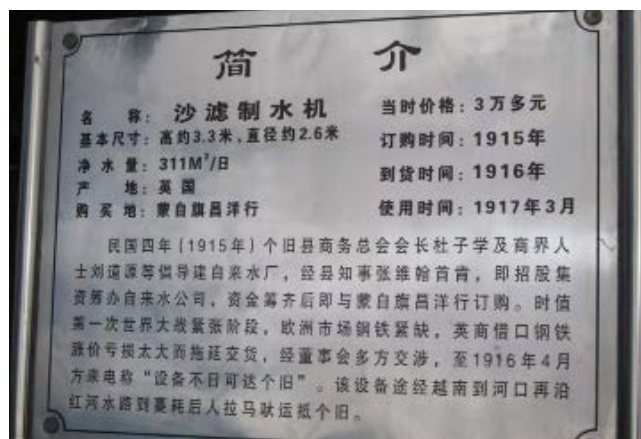 简 介
名 称：沙滤制水机
基本尺寸：高约3.3米，直径约2.6米
净水量：311M³/日
产 地：英国
购买地：蒙自旗昌洋行
当时价格：3万多元
订购时间：1915年
到货时间：1916年
使用时间：1917年3月
民国四年（1915年）个旧县商务总会会长杜子学及商界人
士刘道源等倡导建自来水厂，经县知事张维翰首肯，即招股集
资筹办自来水公司，资金筹齐后即与蒙自旗昌洋行订购。时值
第一次世界大战紧张阶段，欧洲市场钢铁紧缺，英商借口钢铁
涨价亏损太大而拖延交货，经董事会多方交涉，至1916年4月
方来电称“设备不日可达个旧”。该设备途经越南到河口再沿
红河水路到蔓耗后人拉马驮运抵个旧。